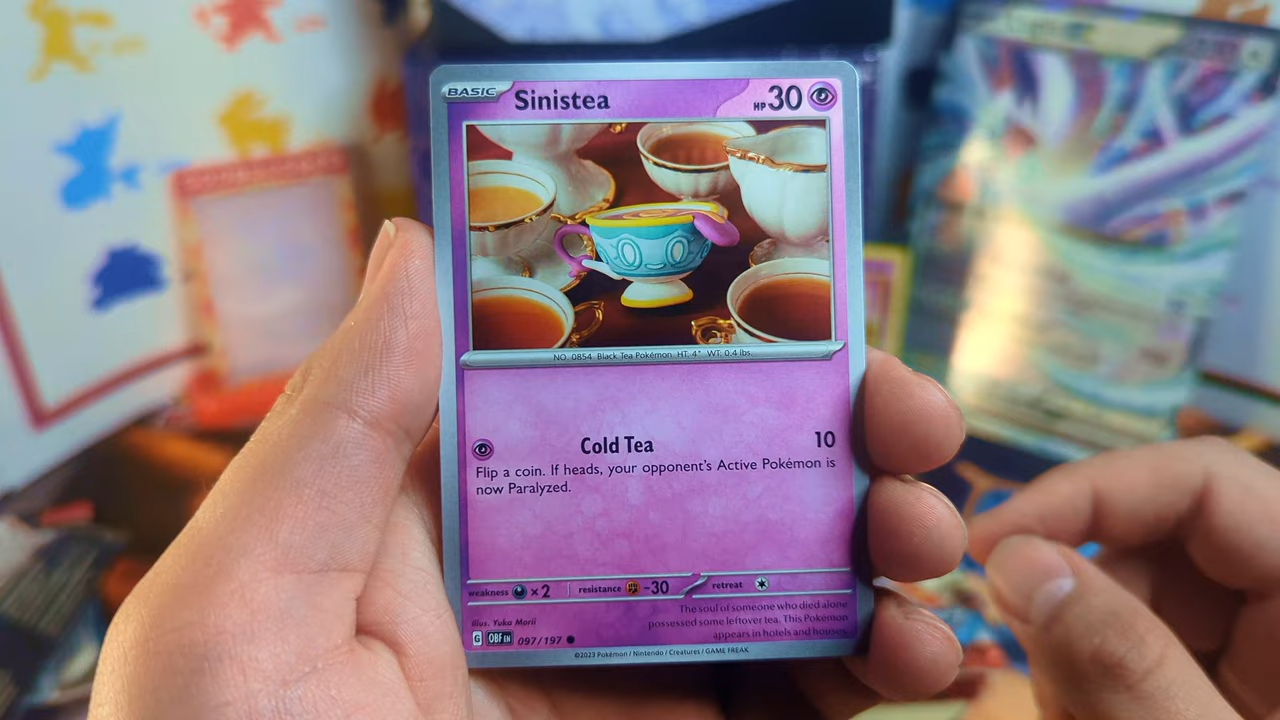 BASIC Sinistea HP 30
NO. 0854 Black Tea Pokémon HT: 4" WT: 0.4 lbs.
Cold Tea 10
Flip a coin. If heads, your opponent's Active Pokémon is
now Paralyzed.
weakness ×2 resistance -30 retreat
Illus. Yuka Morii
The soul of someone who died alone
possessed some leftover tea. This Pokémon
appears in hotels and houses.
G OBF EN 097/197
©2023 Pokémon / Nintendo / Creatures / GAME FREAK